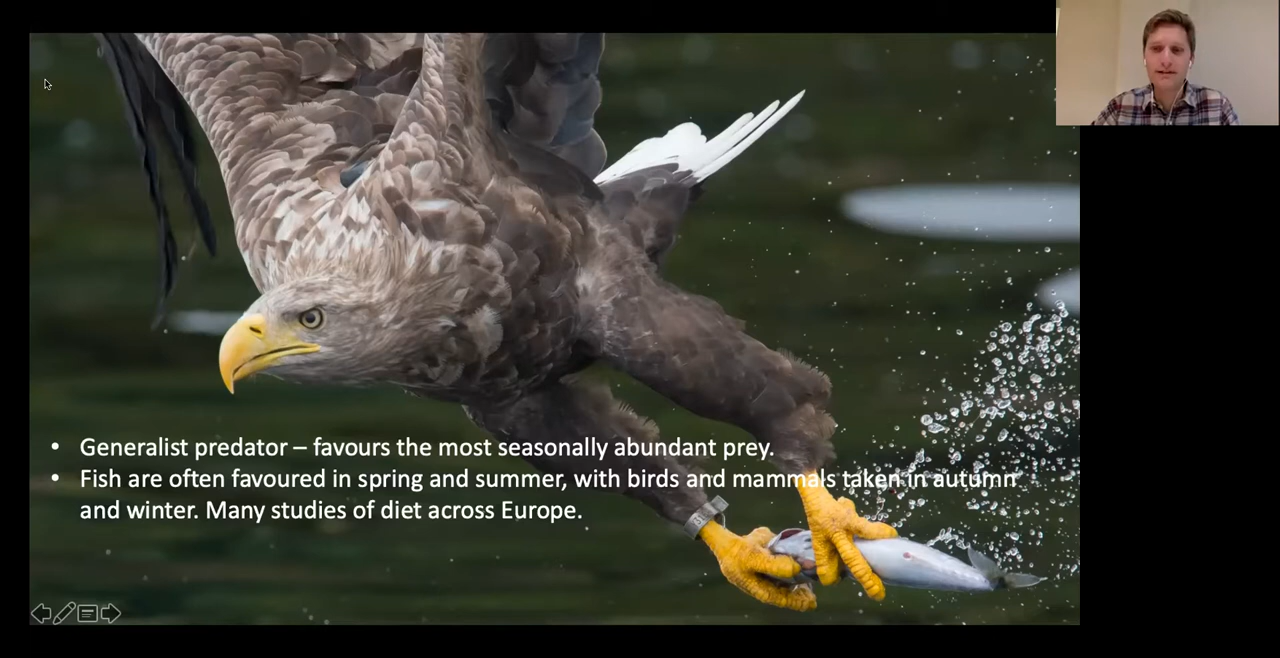 • Generalist predator – favours the most seasonally abundant prey.
• Fish are often favoured in spring and summer, with birds and mammals taken in autumn
and winter. Many studies of diet across Europe.